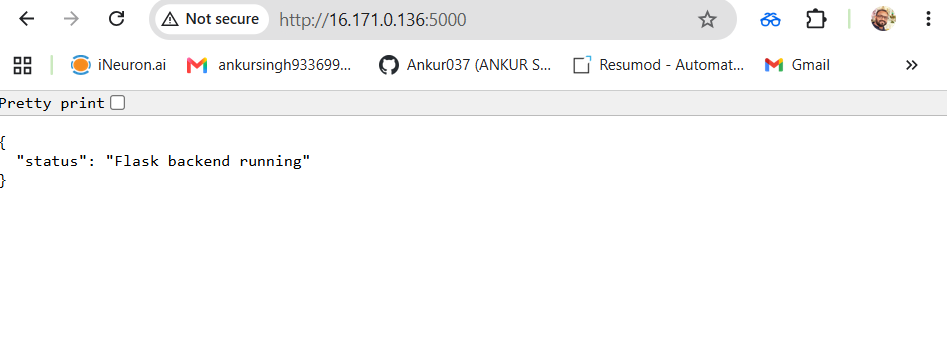 Not secure http://16.171.0.136:5000
iNeuron.ai ankursingh933699... Ankur037 (ANKUR S... Resumod - Automat... Gmail
Pretty print
{
"status": "Flask backend running"
}